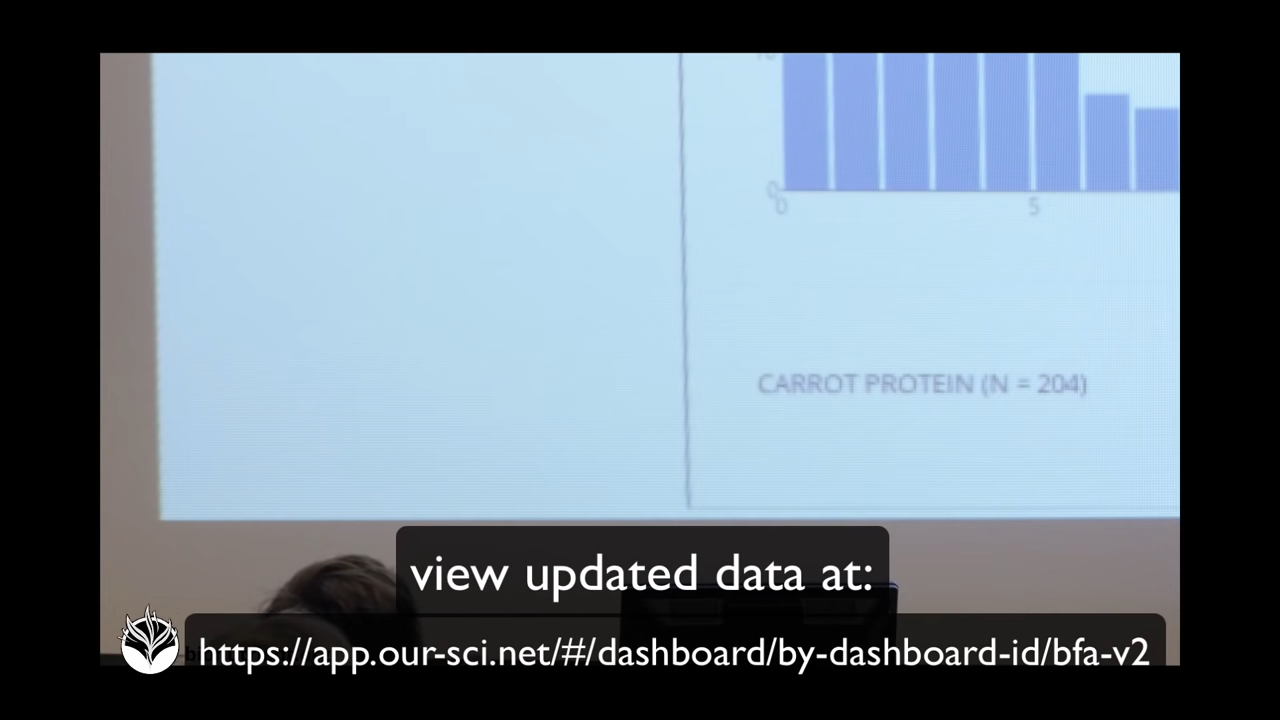 0
0
5
CARROT PROTEIN (N = 204)
view updated data at:
https://app.our-sci.net/#/dashboard/by-dashboard-id/bfa-v2